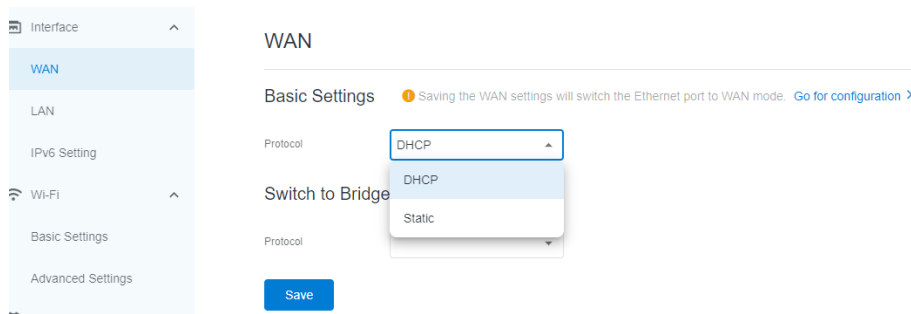 Interface
WAN
LAN
IPv6 Setting
Wi-Fi
Basic Settings
Advanced Settings
WAN
Basic Settings
Saving the WAN settings will switch the Ethernet port to WAN mode. Go for configuration >
Protocol
DHCP
DHCP
Static
Switch to Bridge
Protocol
Save